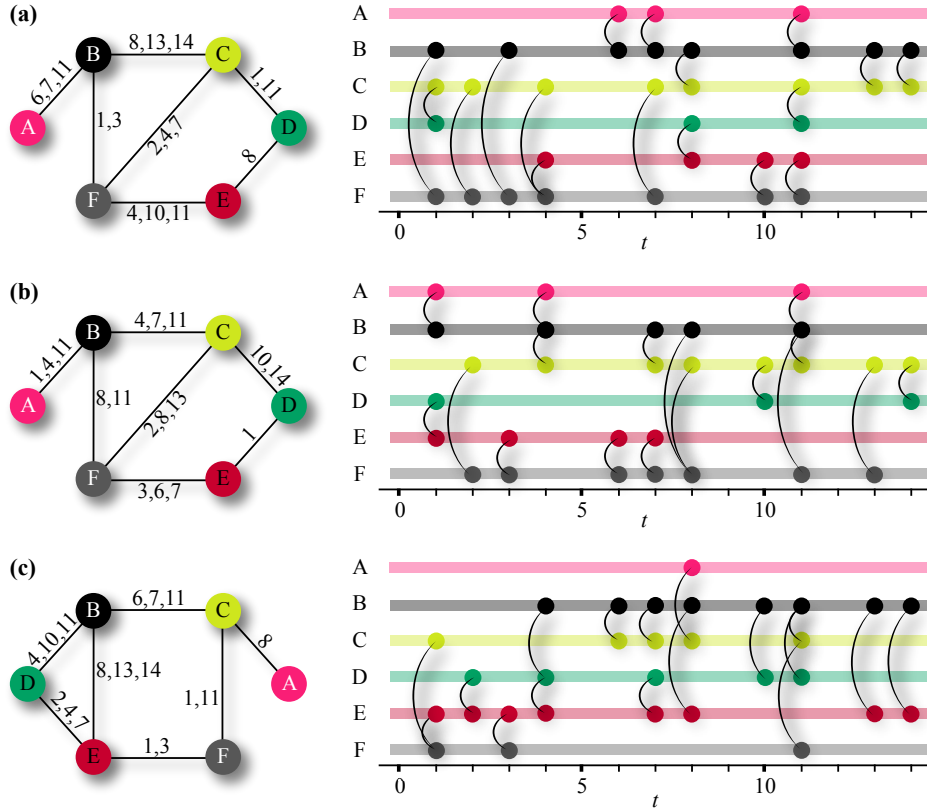 (a)
B
8,13,14
C
6,7,11
1,11
A
1,3
2,4,7
D
8
F
4,10,11
E
A
B
C
D
E
F
0
5
10
t
(b)
B
4,7,11
C
1,4,11
10,14
A
8,11
2,8,13
D
1
F
3,6,7
E
A
B
C
D
E
F
0
5
10
t
(c)
B
6,7,11
C
4,10,11
8
D
8,13,14
1,11
A
2,4,7
E
1,3
F
A
B
C
D
E
F
0
5
10
t